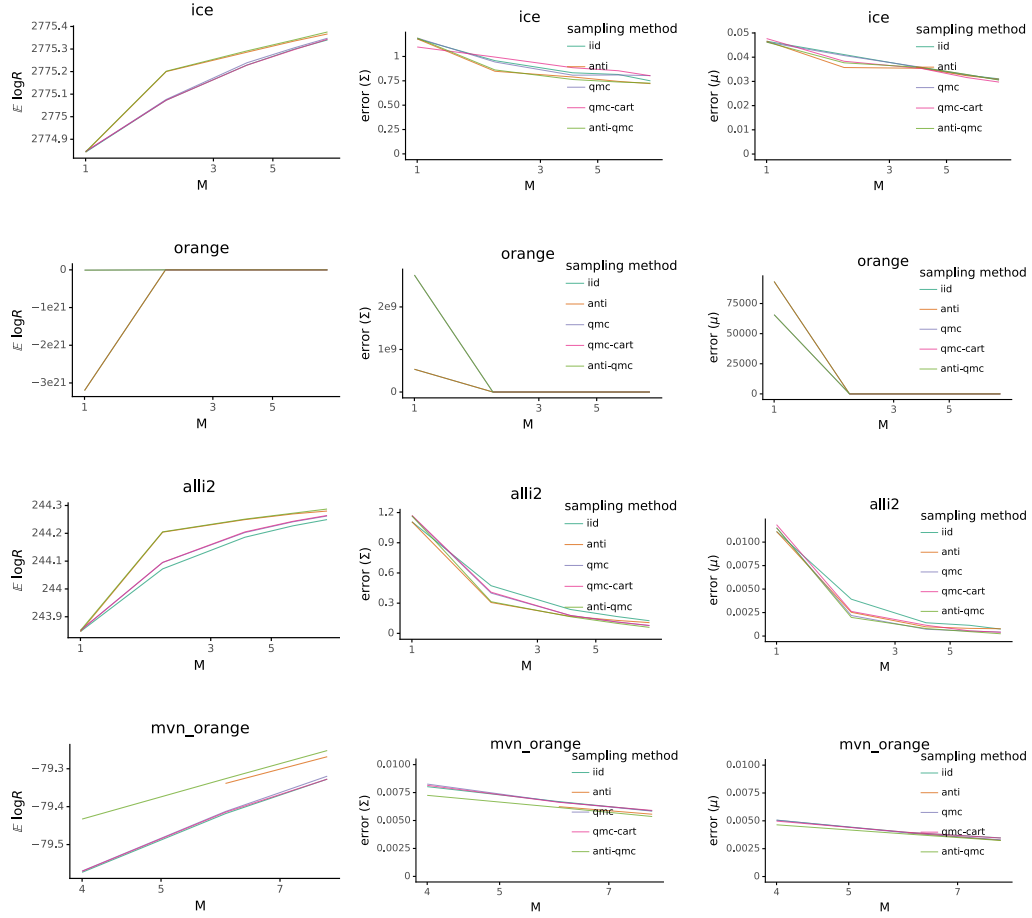 ice
2775.4
2775.3
2775.2
2775.1
2775
2774.9
𝔼 logR
1
3
5
M
ice
sampling method
iid
anti
qmc
qmc-cart
anti-qmc
1
0.75
0.5
0.25
0
error (Σ)
1
3
5
M
ice
sampling method
iid
anti
qmc
qmc-cart
anti-qmc
0.05
0.04
0.03
0.02
0.01
0
error (μ)
1
3
5
M
orange
0
−1e21
−2e21
−3e21
𝔼 logR
1
3
5
M
orange
sampling method
iid
anti
qmc
qmc-cart
anti-qmc
2e9
1e9
0
error (Σ)
1
3
5
M
orange
sampling method
iid
anti
qmc
qmc-cart
anti-qmc
75000
50000
25000
0
error (μ)
1
3
5
M
alli2
244.3
244.2
244.1
244
243.9
𝔼 logR
1
3
5
M
alli2
sampling method
iid
anti
qmc
qmc-cart
anti-qmc
1.2
0.9
0.6
0.3
0
error (Σ)
1
3
5
M
alli2
sampling method
iid
anti
qmc
qmc-cart
anti-qmc
0.0100
0.0075
0.0050
0.0025
0
error (μ)
1
3
5
M
mvn_orange
−79.3
−79.4
−79.5
𝔼 logR
4
5
7
M
mvn_orange
sampling method
iid
anti
qmc
qmc-cart
anti-qmc
0.0100
0.0075
0.0050
0.0025
0
error (Σ)
4
5
7
M
mvn_orange
sampling method
iid
anti
qmc
qmc-cart
anti-qmc
0.0100
0.0075
0.0050
0.0025
0
error (μ)
4
5
7
M